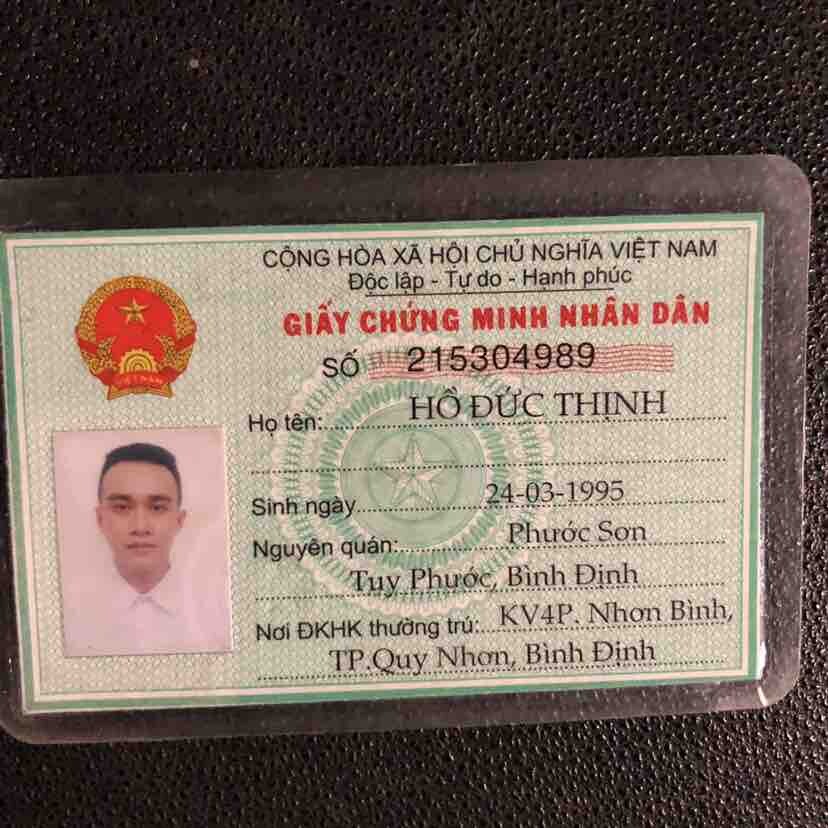 CỘNG HÒA XÃ HỘI CHỦ NGHĨA VIỆT NAM
Độc lập - Tự do - Hạnh phúc
GIẤY CHỨNG MINH NHÂN DÂN
SỐ 215304989
Họ tên: HỒ ĐỨC THỊNH
Sinh ngày 24-03-1995
Nguyên quán: Phước Sơn
Tuy Phước, Bình Định
Nơi ĐKHK thường trú: KV4P. Nhơn Bình,
TP.Quy Nhơn, Bình Định
VIỆT NAM